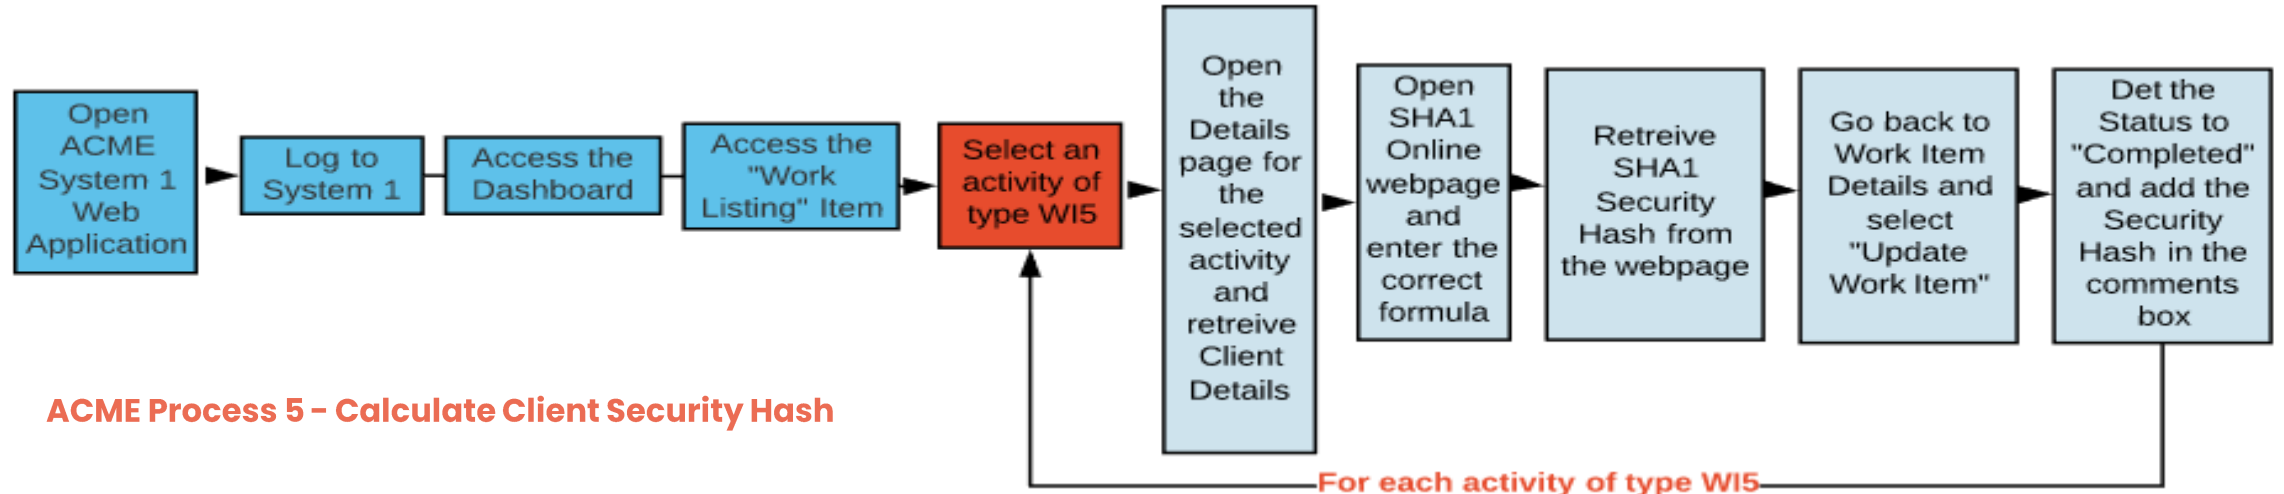 Open
ACME
System 1
Web
Application
Log to
System 1
Access the
Dashboard
Access the
"Work
Listing" Item
Select an
activity of
type WI5
Open
the
Details
page for
the
selected
activity
and
retreive
Client
Details
Open
SHA1
Online
webpage
and
enter the
correct
formula
Retreive
SHA1
Security
Hash from
the webpage
Go back to
Work Item
Details and
select
"Update
Work Item"
Det the
Status to
"Completed"
and add the
Security
Hash in the
comments
box
ACME Process 5 - Calculate Client Security Hash
For each activity of type WI5